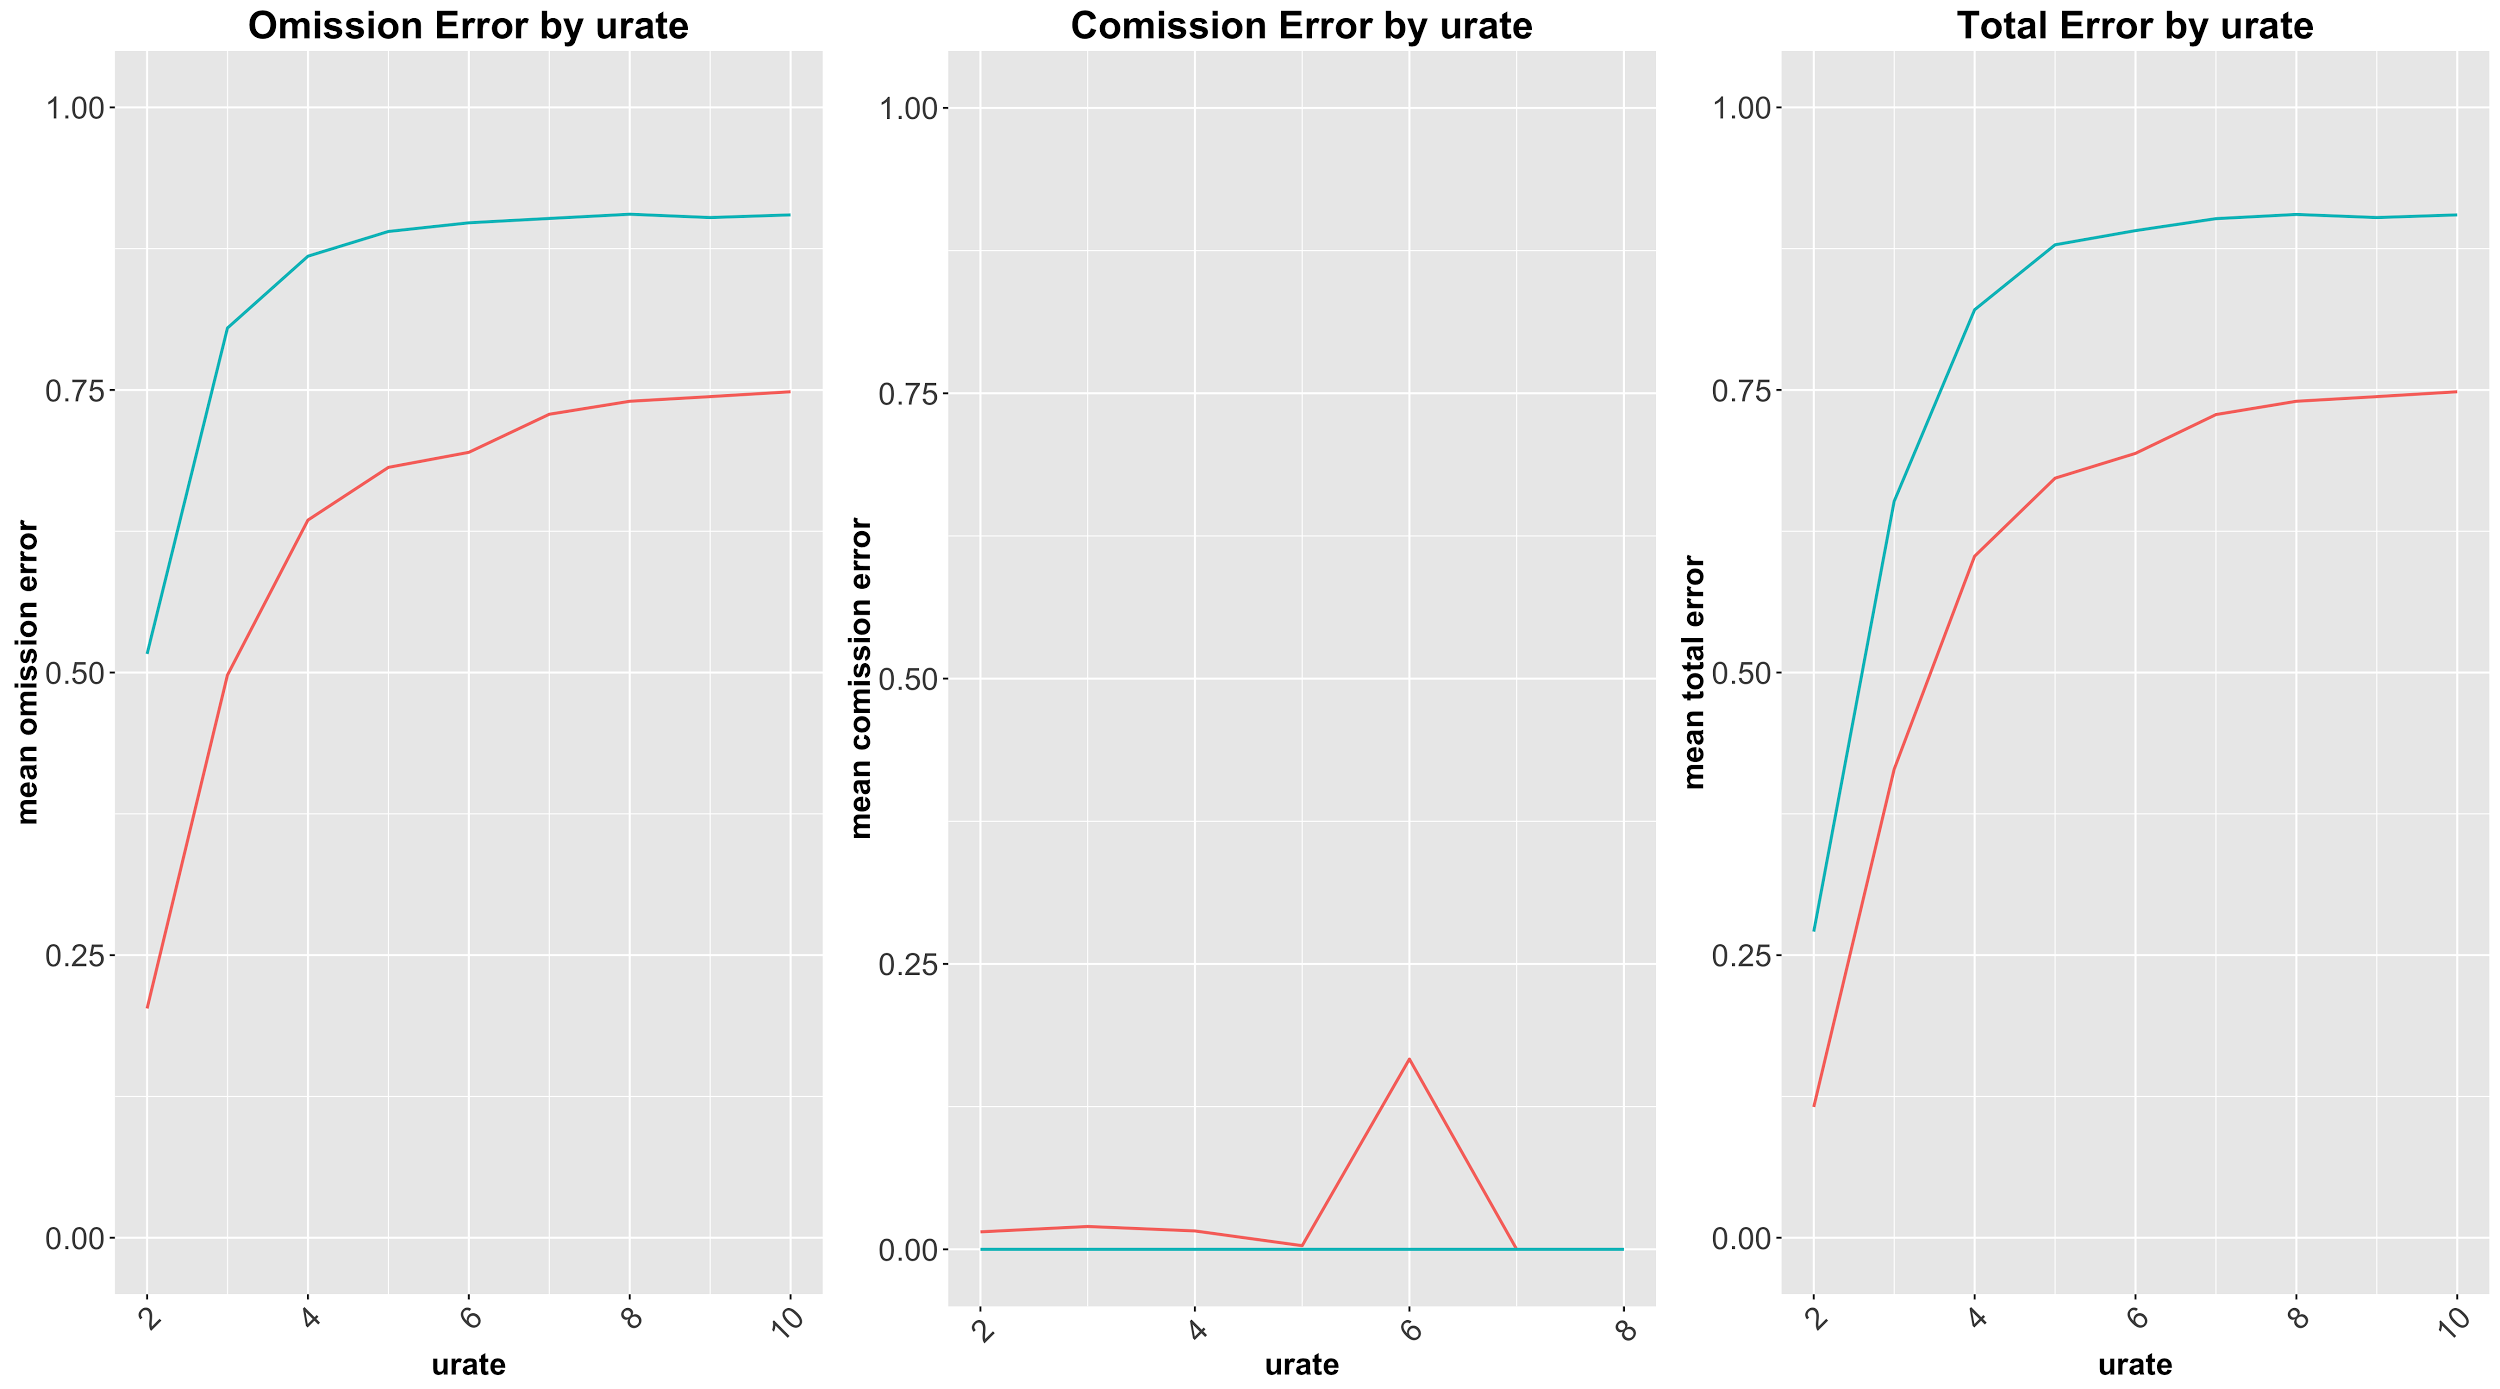 Omission Error by urate
mean omission error
1.00
0.75
0.50
0.25
0.00
2 4 6 8 10
urate
Comission Error by urate
mean comission error
1.00
0.75
0.50
0.25
0.00
2 4 6 8
urate
Total Error by urate
mean total error
1.00
0.75
0.50
0.25
0.00
2 4 6 8 10
urate